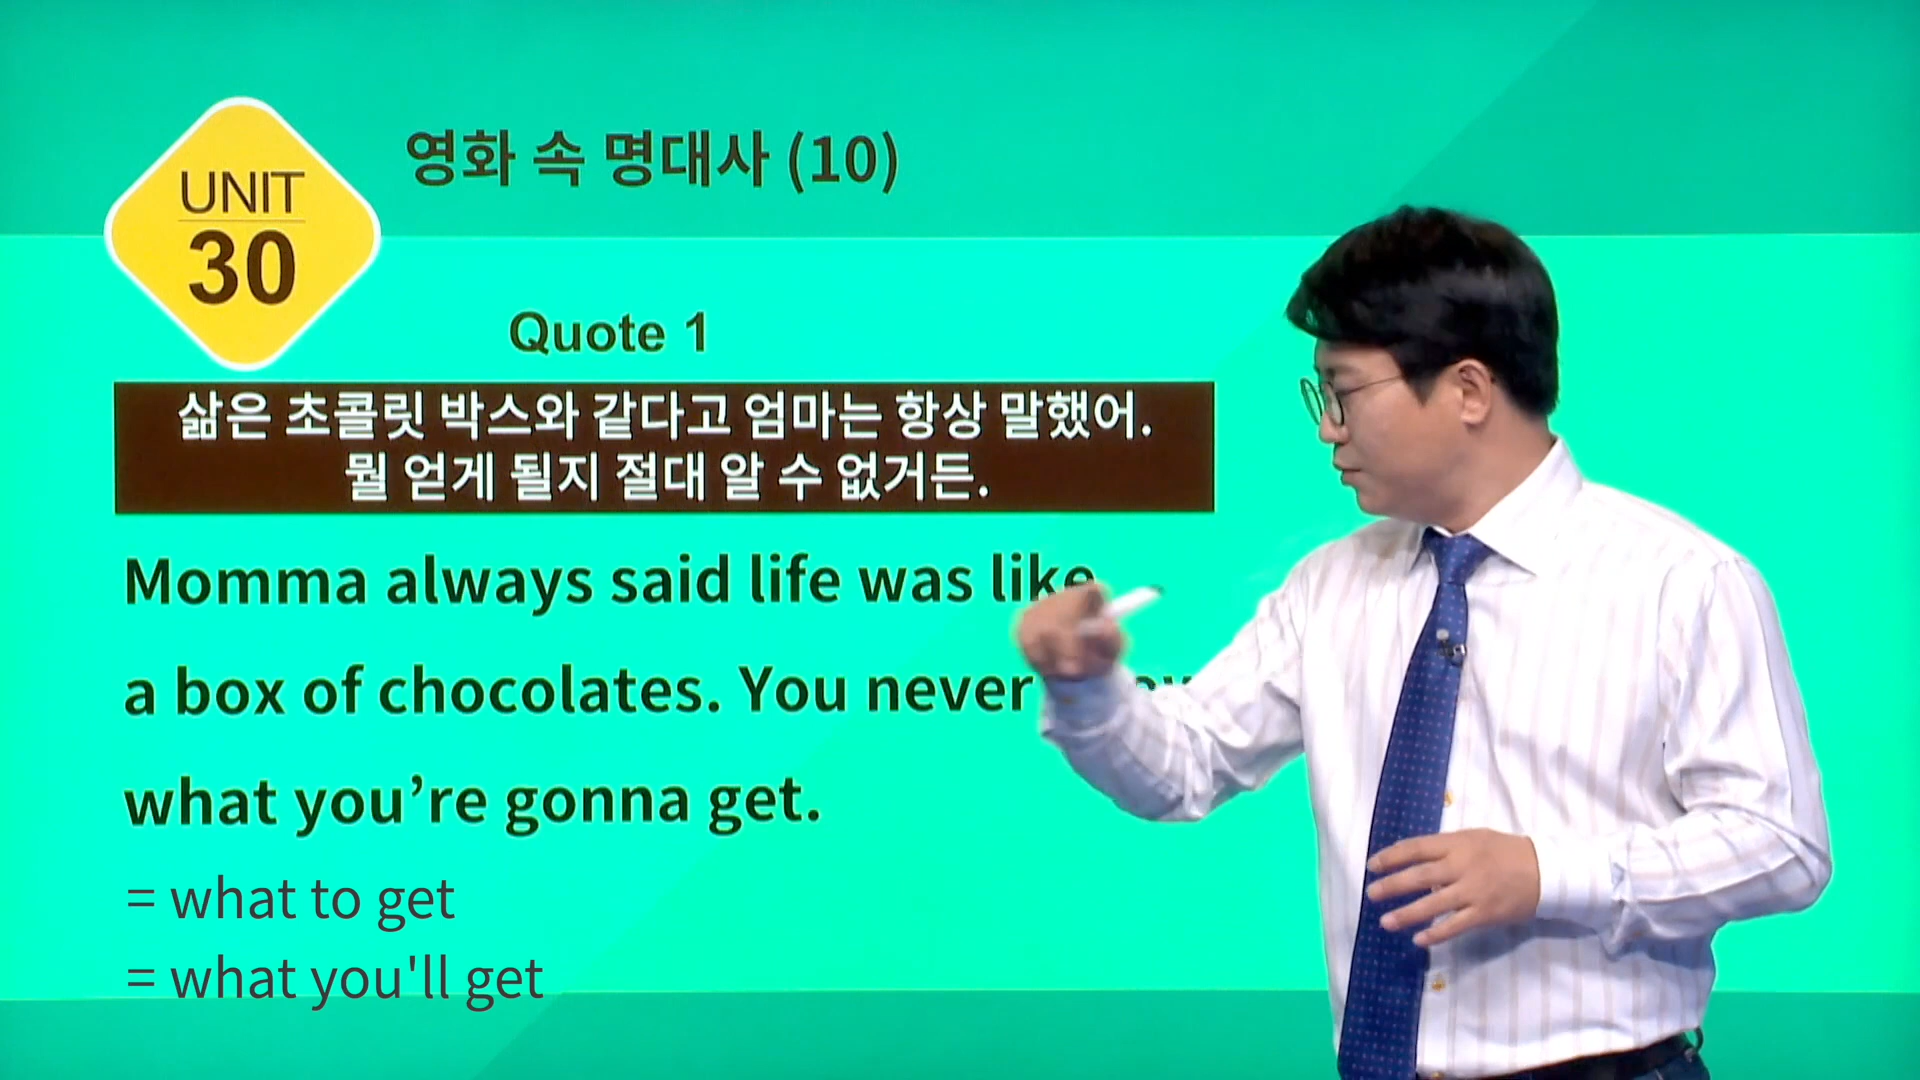 UNIT
30
영화 속 명대사 (10)
Quote 1
삶은 초콜릿 박스와 같다고 엄마는 항상 말했어.
뭘 얻게 될지 절대 알 수 없거든.
Momma always said life was like
a box of chocolates. You never
what you’re gonna get.
= what to get
= what you'll get